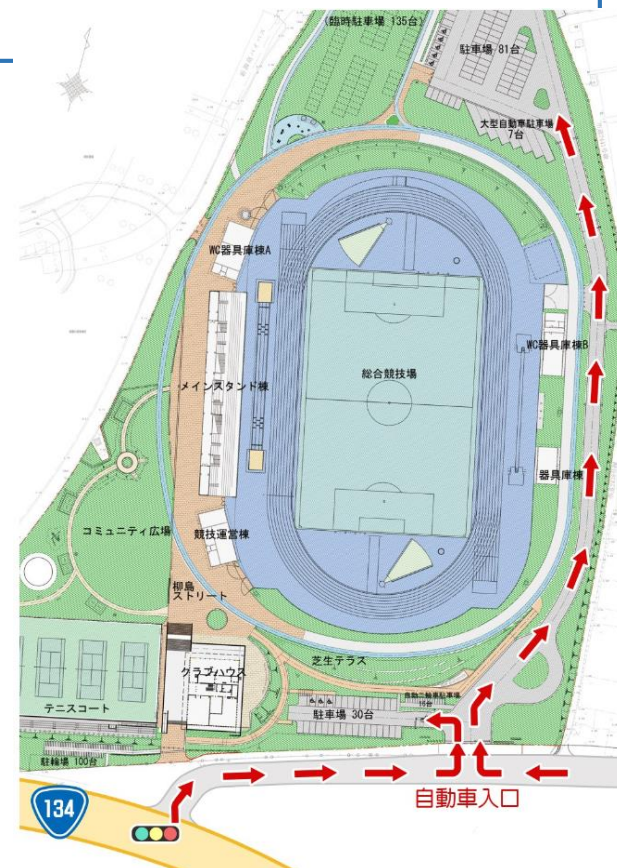 (臨時駐車場 135台)
駐車場 81台
大型自動車駐車場
7台
WC器具庫棟A
WC器具庫棟B
メインスタンド棟
総合競技場
器具庫棟
コミュニティ広場
競技運営棟
柳島
ストリート
芝生テラス
クラブハウス
テニスコート
自動二輪車駐車場
駐車場 30台
駐輪場 100台
自動車入口
134